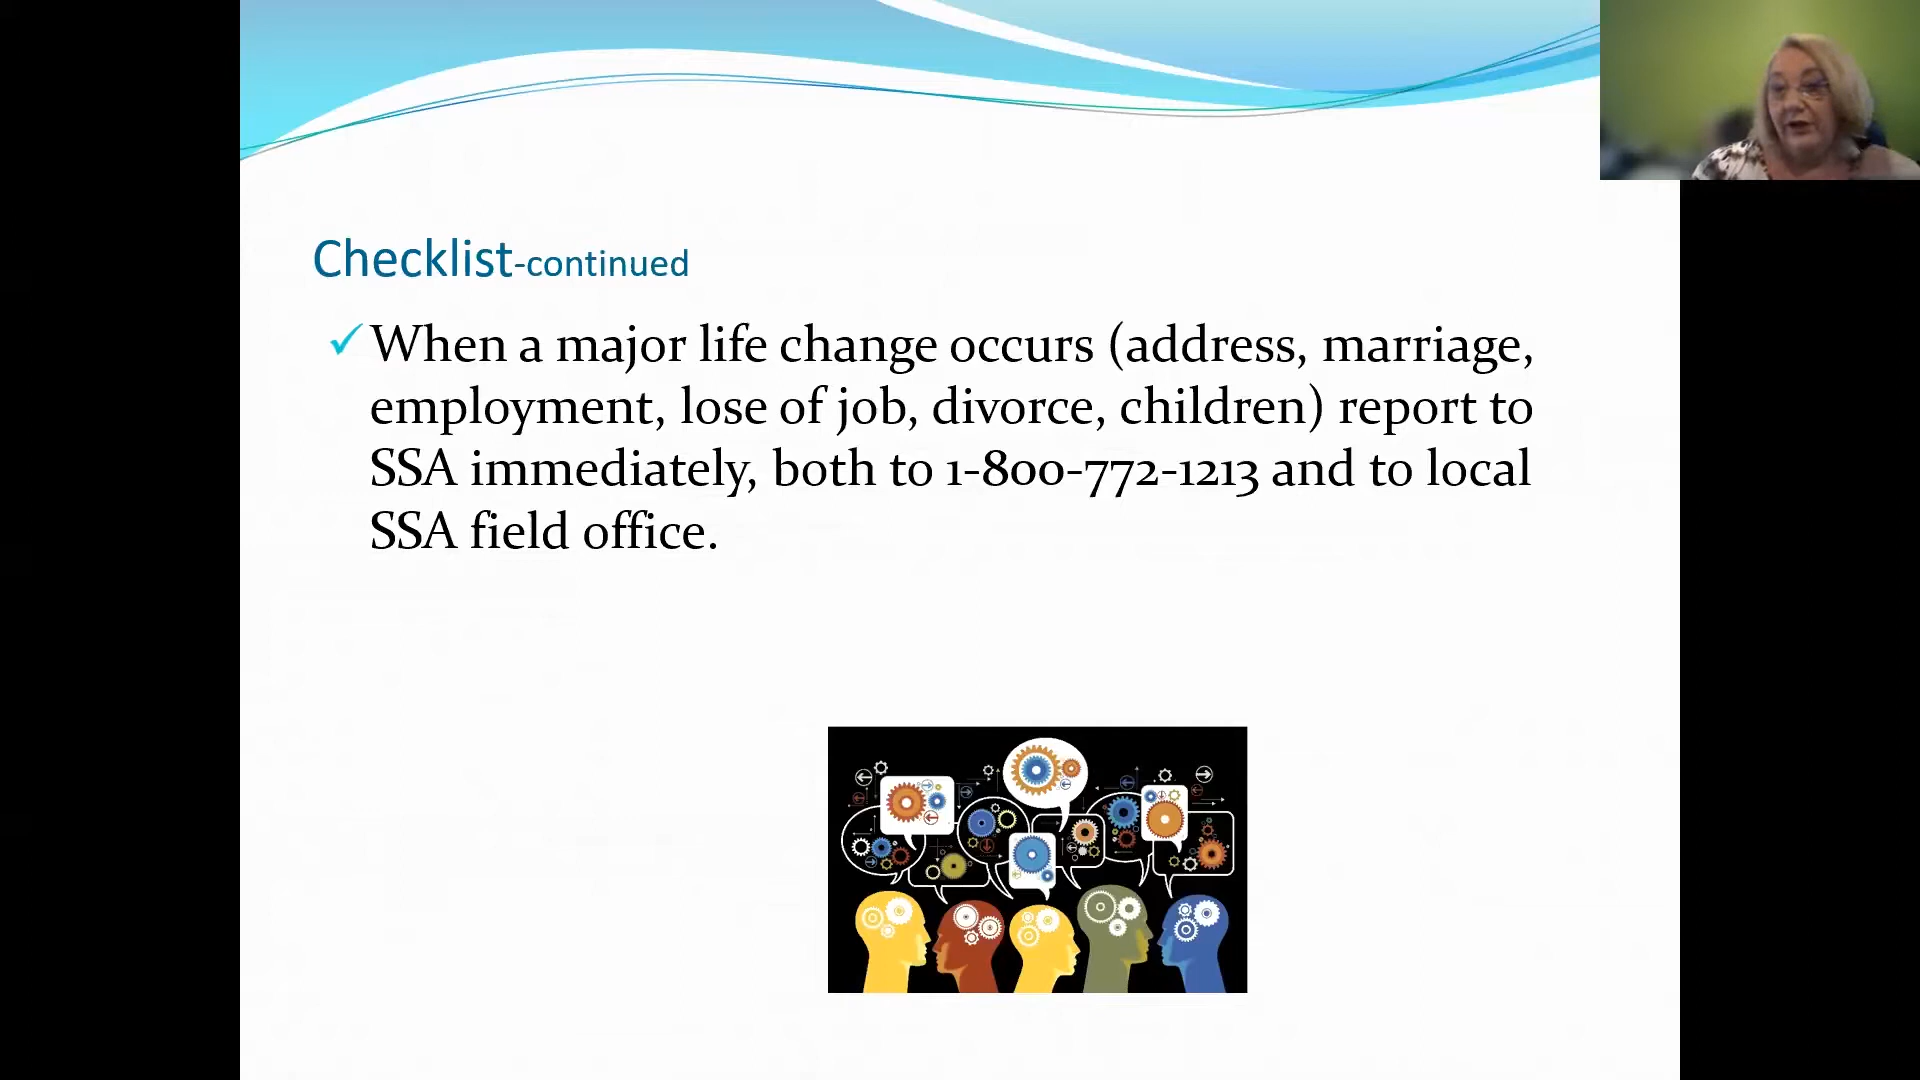 Checklist-continued
✓ When a major life change occurs (address, marriage,
employment, lose of job, divorce, children) report to
SSA immediately, both to 1-800-772-1213 and to local
SSA field office.